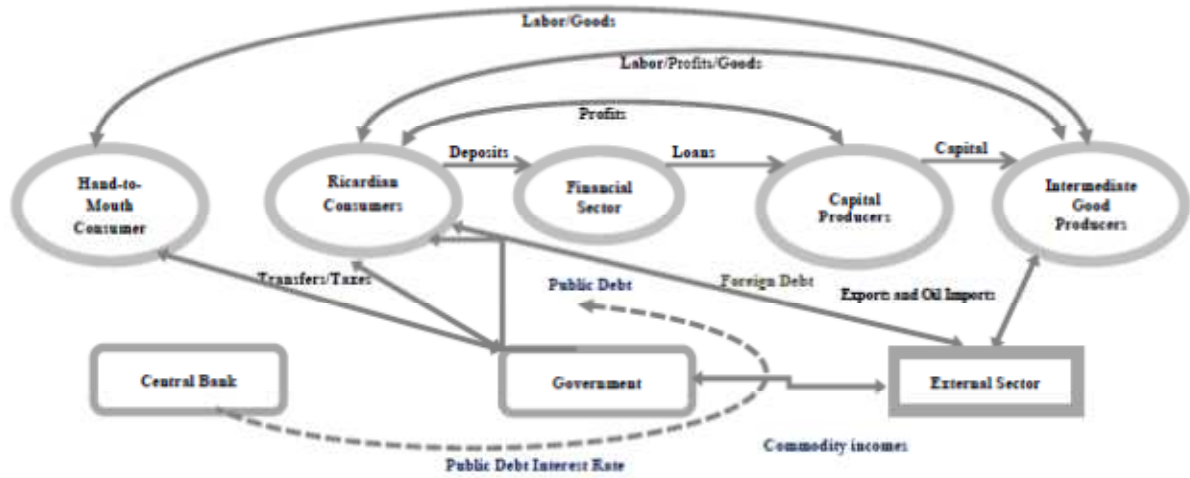 Labor/Goods
Labor/Profits/Goods
Profits
Deposits
Loans
Capital
Hand-to-
Mouth
Consumer
Ricardian
Consumers
Financial
Sector
Capital
Producers
Intermediate
Good
Producers
Transfers/Taxes
Public Debt
Foreign Debt
Exports and Oil Imports
Central Bank
Government
External Sector
Commodity incomes
Public Debt Interest Rate